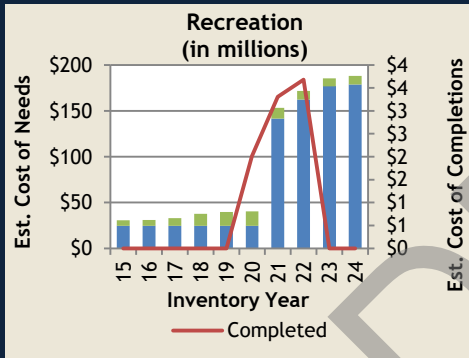 Recreation
(in millions)
Est. Cost of Needs
$200
$150
$100
$50
$0
$4
$4
$3
$3
$2
$2
$1
$1
$0
Est. Cost of Completions
15 16 17 18 19 20 21 22 23 24
Inventory Year
Completed